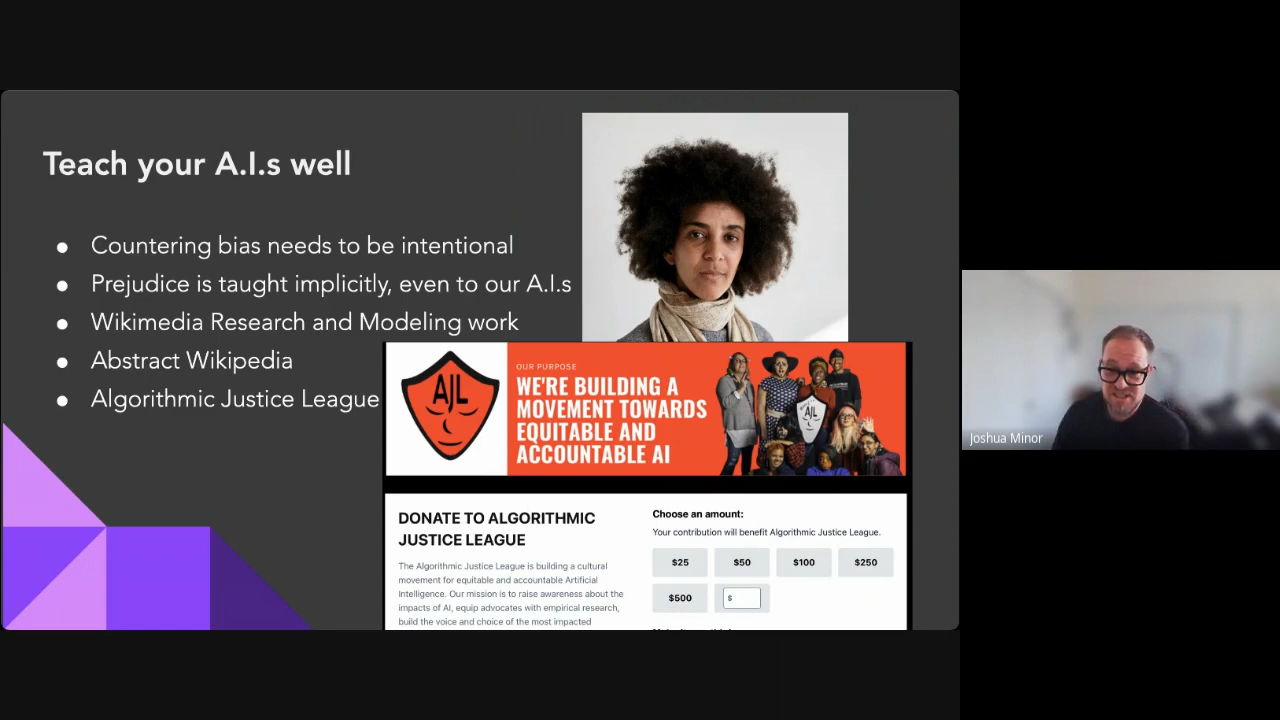 Teach your A.I.s well
● Countering bias needs to be intentional
● Prejudice is taught implicitly, even to our A.I.s
● Wikimedia Research and Modeling work
● Abstract Wikipedia
● Algorithmic Justice League
AJL
OUR PURPOSE
WE'RE BUILDING A
MOVEMENT TOWARDS
EQUITABLE AND
ACCOUNTABLE AI
AJL
DONATE TO ALGORITHMIC
JUSTICE LEAGUE
The Algorithmic Justice League is building a cultural
movement for equitable and accountable Artificial
Intelligence. Our mission is to raise awareness about the
impacts of AI, equip advocates with empirical research,
build the voice and choice of the most impacted
Choose an amount:
Your contribution will benefit Algorithmic Justice League.
$25 $50 $100 $250
$500 $
Joshua Minor